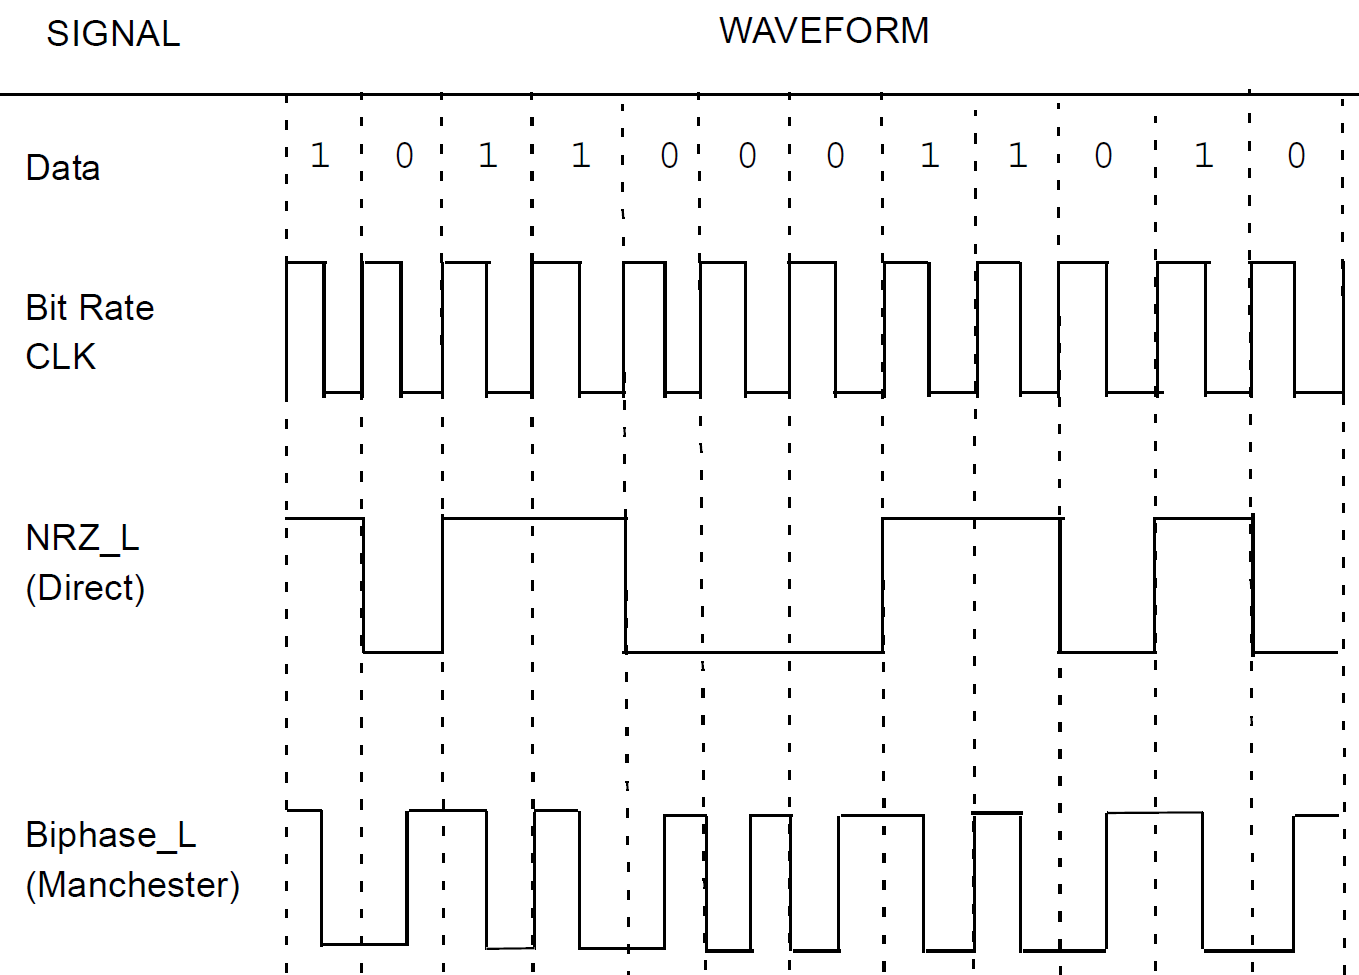 SIGNAL WAVEFORM
Data 1 0 1 1 0 0 0 1 1 0 1 0
Bit Rate
CLK
NRZ_L
(Direct)
Biphase_L
(Manchester)